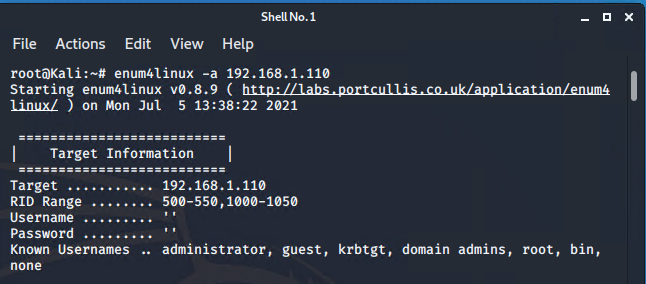 Shell No. 1
File Actions Edit View Help
root@Kali:~# enum4linux -a 192.168.1.110
Starting enum4linux v0.8.9 ( http://labs.portcullis.co.uk/application/enum4
linux/ ) on Mon Jul  5 13:38:22 2021
==========================
|    Target Information    |
==========================
Target ........... 192.168.1.110
RID Range ........ 500-550,1000-1050
Username ......... ''
Password ......... ''
Known Usernames .. administrator, guest, krbtgt, domain admins, root, bin,
none